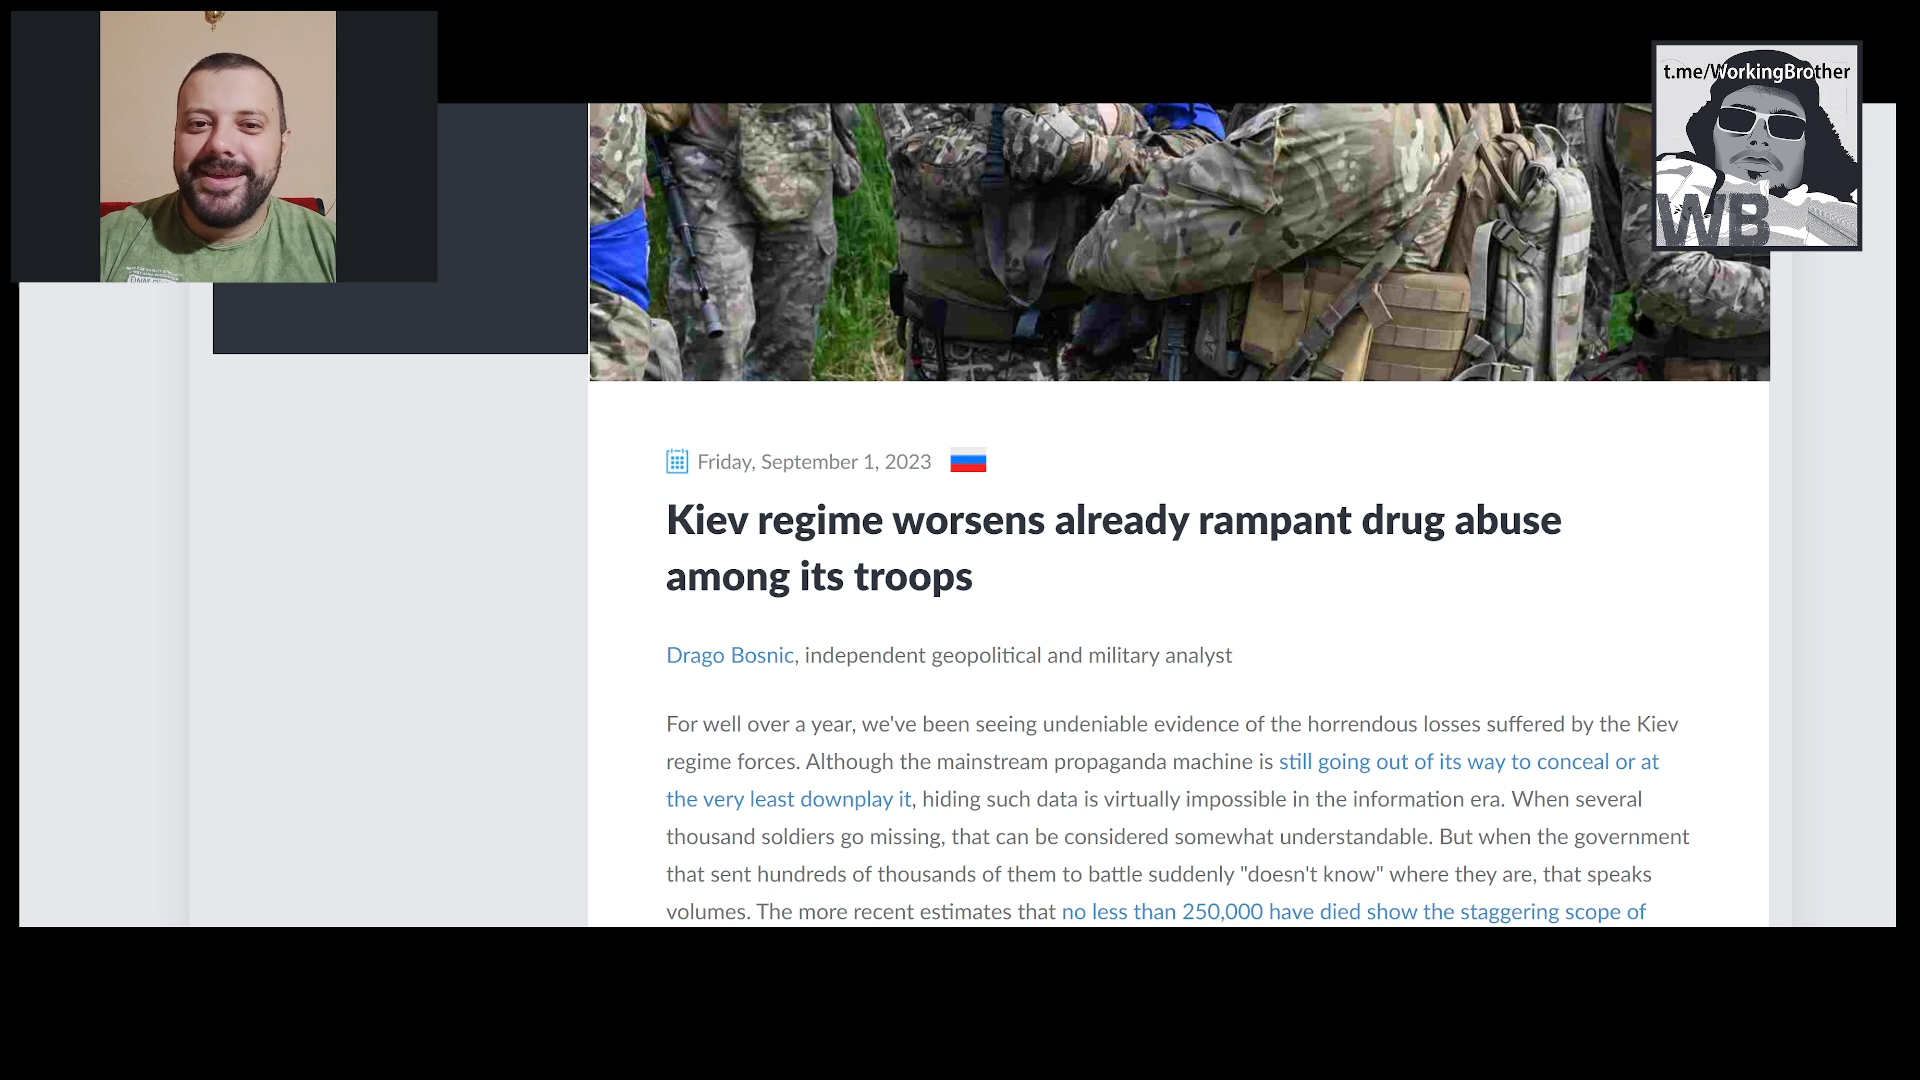 t.me/WorkingBrother
WB
Friday, September 1, 2023
Kiev regime worsens already rampant drug abuse
among its troops
Drago Bosnic, independent geopolitical and military analyst
For well over a year, we've been seeing undeniable evidence of the horrendous losses suffered by the Kiev
regime forces. Although the mainstream propaganda machine is still going out of its way to conceal or at
the very least downplay it, hiding such data is virtually impossible in the information era. When several
thousand soldiers go missing, that can be considered somewhat understandable. But when the government
that sent hundreds of thousands of them to battle suddenly "doesn't know" where they are, that speaks
volumes. The more recent estimates that no less than 250,000 have died show the staggering scope of